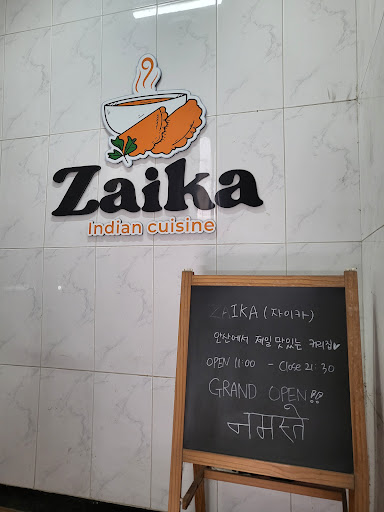 Zaika
Indian cuisine
ZAIKA (자이카)
안산에서 제일 맛있는 커리집♥
OPEN 11:00 - Close 21:30
GRAND OPEN!!
नमस्ते